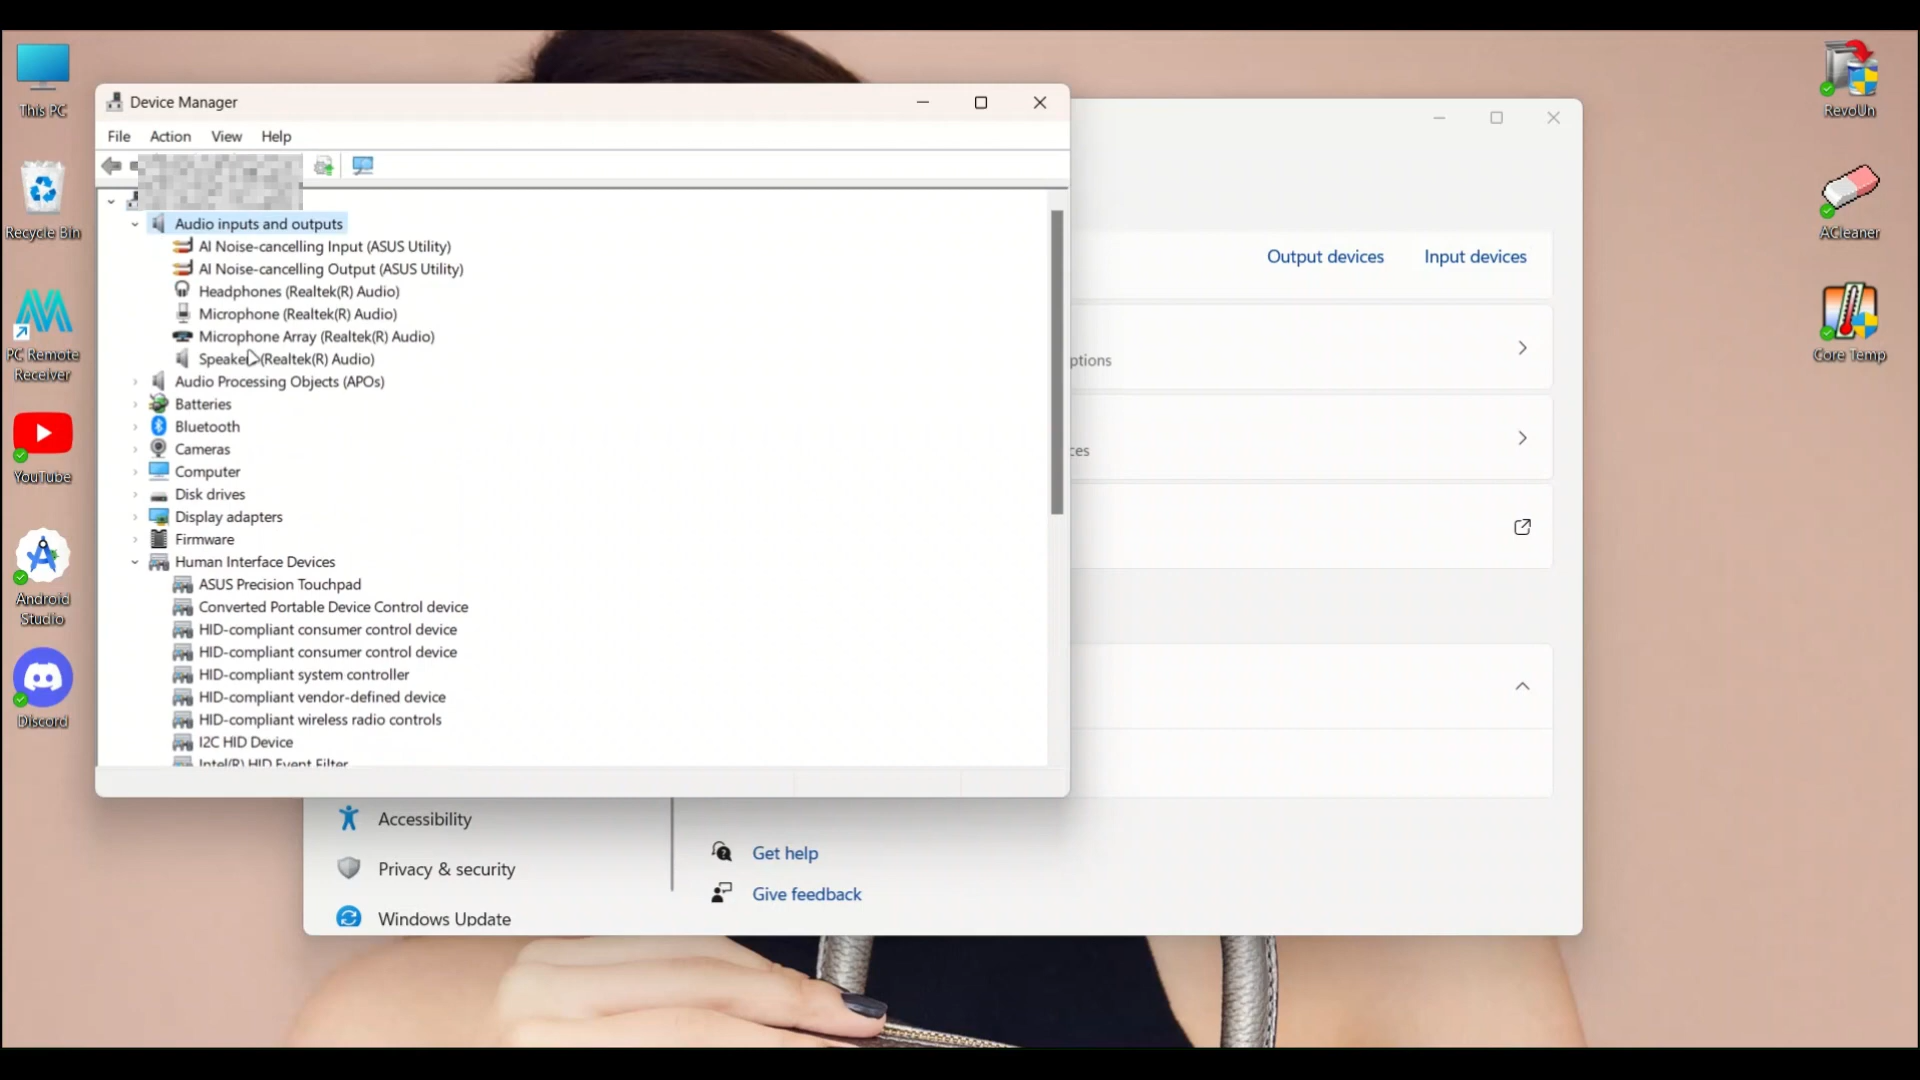 This PC
Recycle Bin
PC Remote
Receiver
YouTube
Android
Studio
Discord
Device Manager
File Action View Help
Audio inputs and outputs
AI Noise-cancelling Input (ASUS Utility)
AI Noise-cancelling Output (ASUS Utility)
Headphones (Realtek(R) Audio)
Microphone (Realtek(R) Audio)
Microphone Array (Realtek(R) Audio)
Speakers (Realtek(R) Audio)
Audio Processing Objects (APOs)
Batteries
Bluetooth
Cameras
Computer
Disk drives
Display adapters
Firmware
Human Interface Devices
ASUS Precision Touchpad
Converted Portable Device Control device
HID-compliant consumer control device
HID-compliant consumer control device
HID-compliant system controller
HID-compliant vendor-defined device
HID-compliant wireless radio controls
I2C HID Device
Intel(R) HID Event Filter
Output devices Input devices
ptions
ces
Accessibility
Privacy & security
Windows Update
Get help
Give feedback
RevoUn
ACleaner
Core Temp